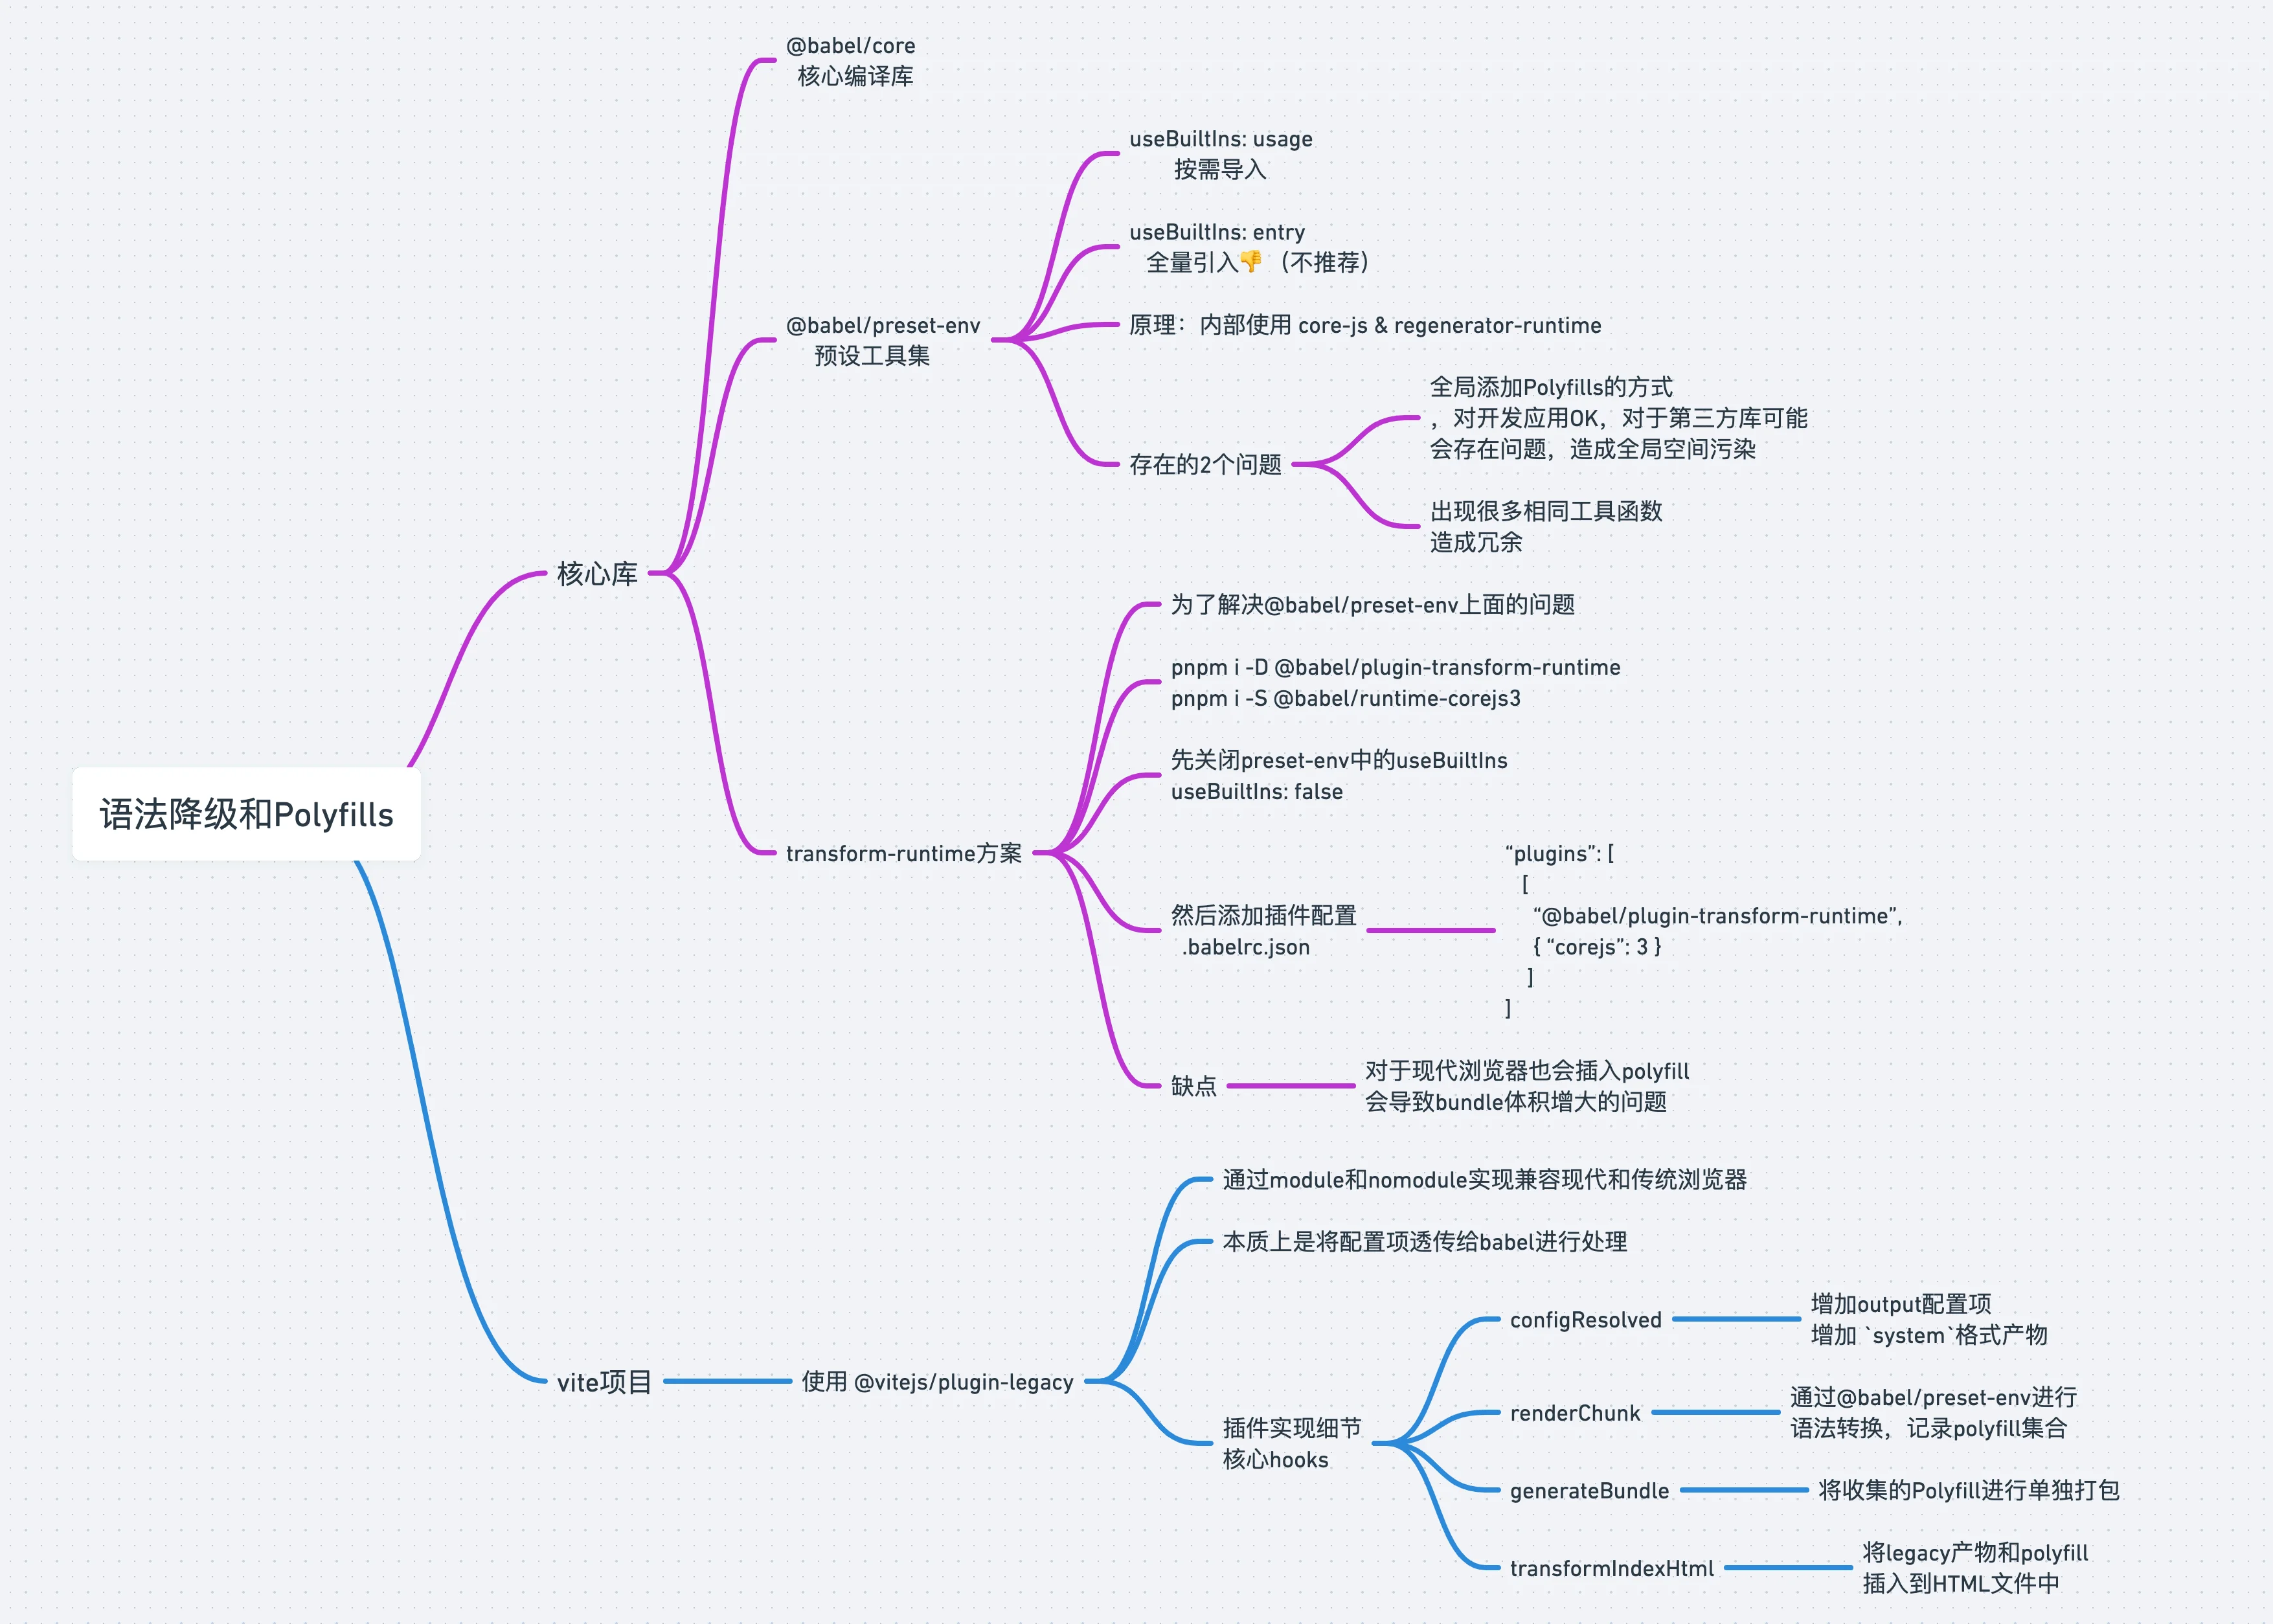 语法降级和Polyfills
核心库
@babel/core
核心编译库
@babel/preset-env
预设工具集
useBuiltIns: usage
按需导入
useBuiltIns: entry
全量引入👎（不推荐）
原理：内部使用 core-js & regenerator-runtime
存在的2个问题
全局添加Polyfills的方式
，对开发应用OK，对于第三方库可能
会存在问题，造成全局空间污染
出现很多相同工具函数
造成冗余
transform-runtime方案
为了解决@babel/preset-env上面的问题
pnpm i -D @babel/plugin-transform-runtime
pnpm i -S @babel/runtime-corejs3
先关闭preset-env中的useBuiltIns
useBuiltIns: false
然后添加插件配置
.babelrc.json
“plugins”: [
[
“@babel/plugin-transform-runtime”,
{ “corejs”: 3 }
]
]
缺点
对于现代浏览器也会插入polyfill
会导致bundle体积增大的问题
vite项目
使用 @vitejs/plugin-legacy
通过module和nomodule实现兼容现代和传统浏览器
本质上是将配置项透传给babel进行处理
插件实现细节
核心hooks
configResolved
增加output配置项
增加 `system`格式产物
renderChunk
通过@babel/preset-env进行
语法转换，记录polyfill集合
generateBundle
将收集的Polyfill进行单独打包
transformIndexHtml
将legacy产物和polyfill
插入到HTML文件中